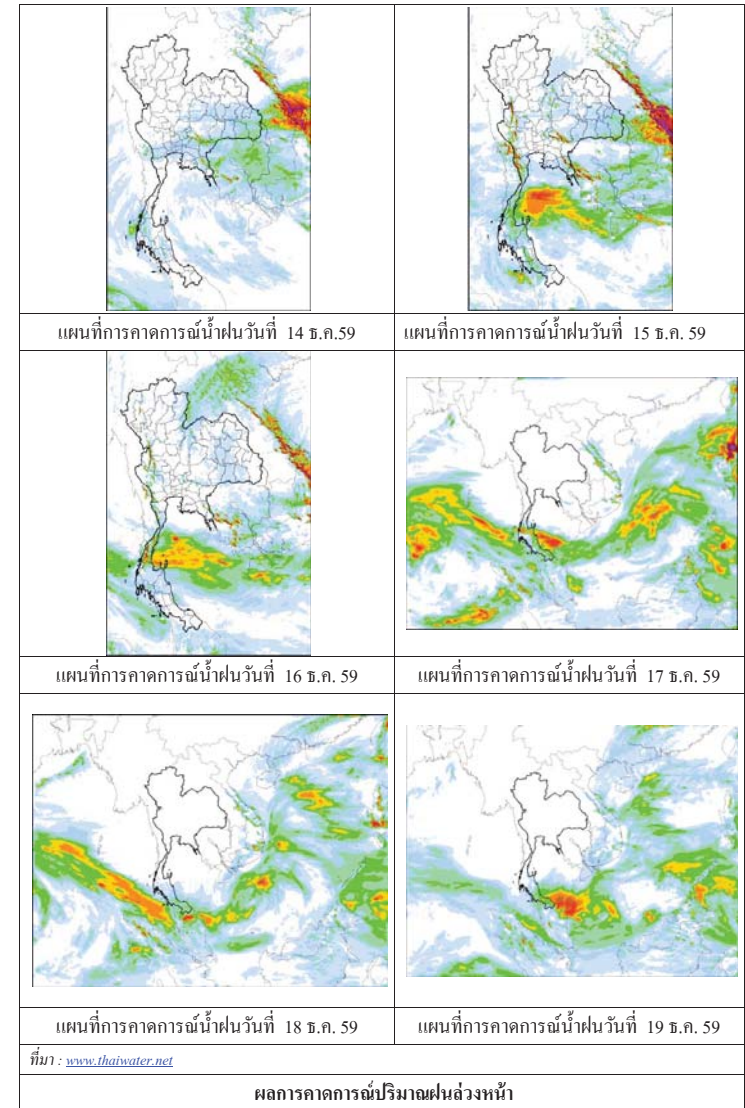 แผนที่การคาดการณ์น้ำฝนวันที่ 14 ธ.ค.59
แผนที่การคาดการณ์น้ำฝนวันที่ 15 ธ.ค. 59
แผนที่การคาดการณ์น้ำฝนวันที่ 16 ธ.ค. 59
แผนที่การคาดการณ์น้ำฝนวันที่ 17 ธ.ค. 59
แผนที่การคาดการณ์น้ำฝนวันที่ 18 ธ.ค. 59
แผนที่การคาดการณ์น้ำฝนวันที่ 19 ธ.ค. 59
ที่มา : www.thaiwater.net
ผลการคาดการณ์ปริมาณฝนล่วงหน้า